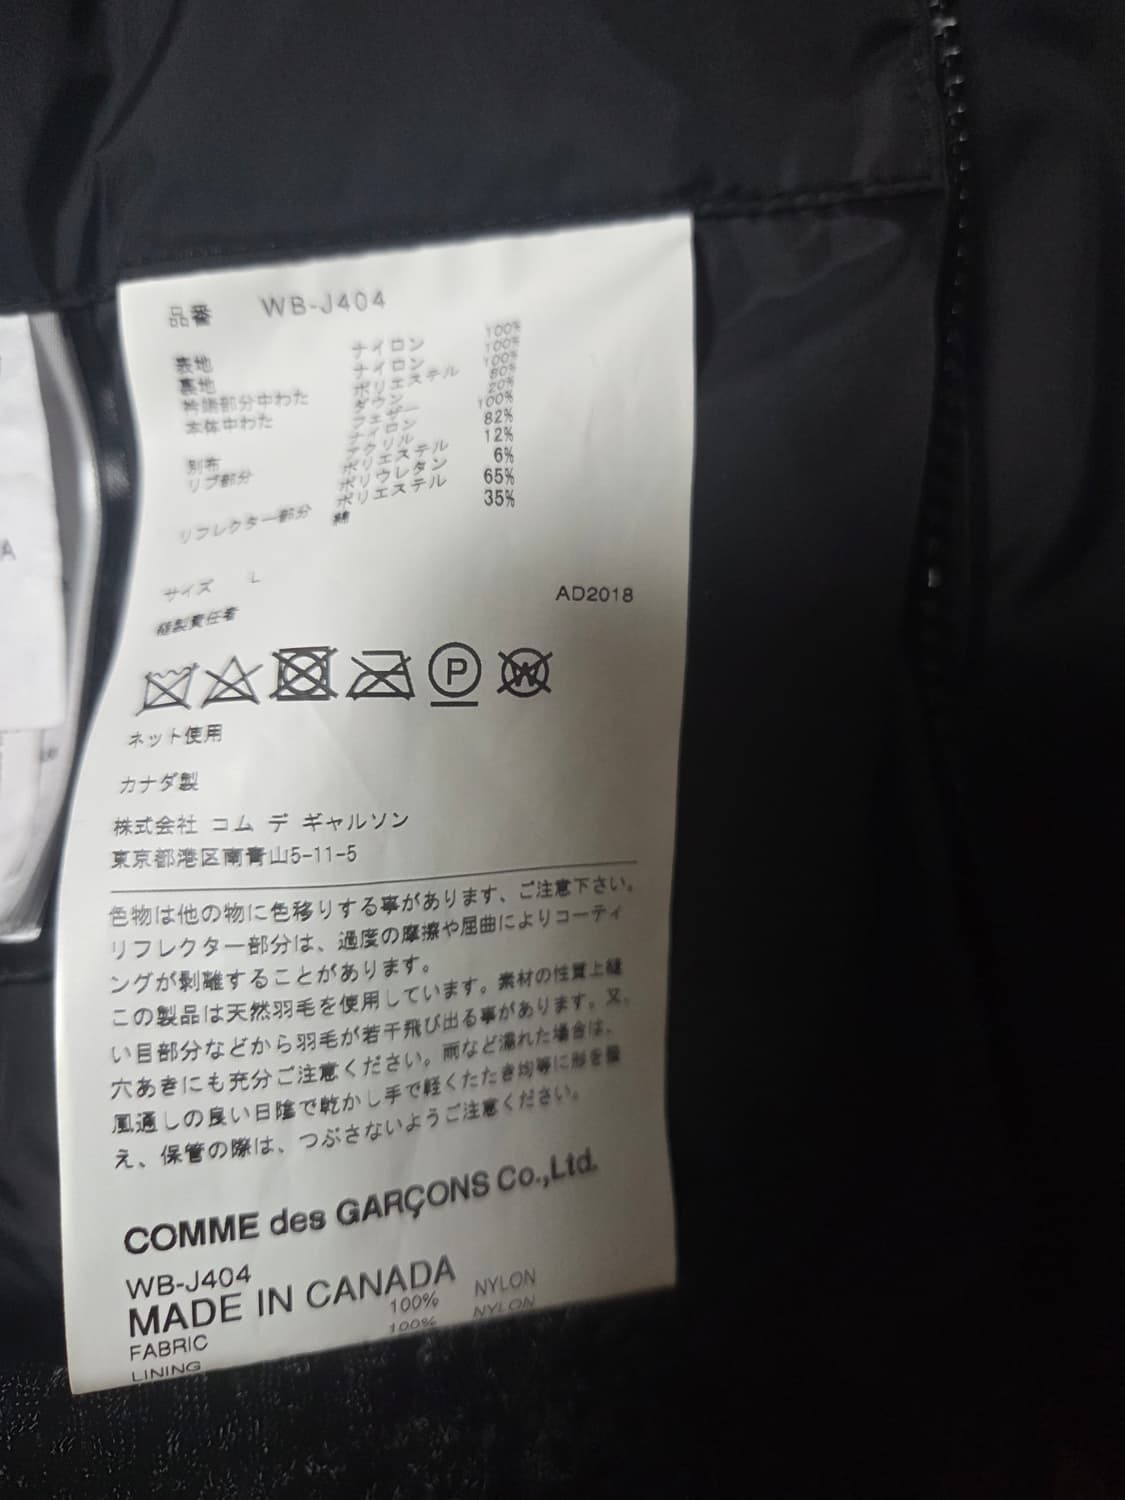 品番 WB-J404
表地 ナイロン 100%
裏地 ナイロン 100%
衿端部分中わた ポリエステル 100%
本体中わた ダウン 80%
フェザー 20%
別布 ナイロン 100%
リブ部分 アクリル 82%
ポリエステル 12%
ポリウレタン 6%
リフレクター部分 ポリエステル 65%
綿 35%
サイズ L
AD2018
縫製責任者
P W
ネット使用
カナダ製
株式会社 コム デ ギャルソン
東京都港区南青山5-11-5
色物は他の物に色移りする事があります、ご注意下さい。
リフレクター部分は、過度の摩擦や屈曲によりコーティ
ングが剥離することがあります。
この製品は天然羽毛を使用しています。素材の性質上縫
い目部分などから羽毛が若干飛び出る事があります。又、
穴あきにも充分ご注意ください。雨など濡れた場合は、
風通しの良い日陰で乾かし手で軽くたたき均等に形を整
え、保管の際は、つぶさないようご注意ください。
COMME des GARÇONS Co.,Ltd.
WB-J404
MADE IN CANADA
FABRIC 100% NYLON
LINING 100% NYLON
A